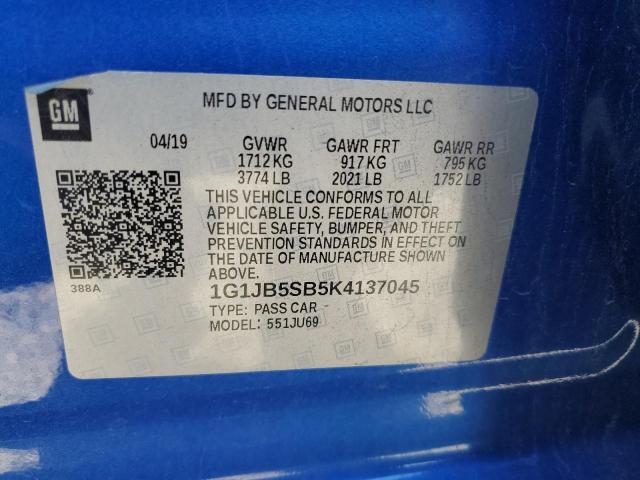 GM
MFD BY GENERAL MOTORS LLC
04/19 GVWR GAWR FRT GAWR RR
1712 KG 917 KG 795 KG
3774 LB 2021 LB 1752 LB
THIS VEHICLE CONFORMS TO ALL
APPLICABLE U.S. FEDERAL MOTOR
VEHICLE SAFETY, BUMPER, AND THEFT
PREVENTION STANDARDS IN EFFECT ON
THE DATE OF MANUFACTURE SHOWN
ABOVE.
388A
1G1JB5SB5K4137045
TYPE: PASS CAR
MODEL: 551JU69